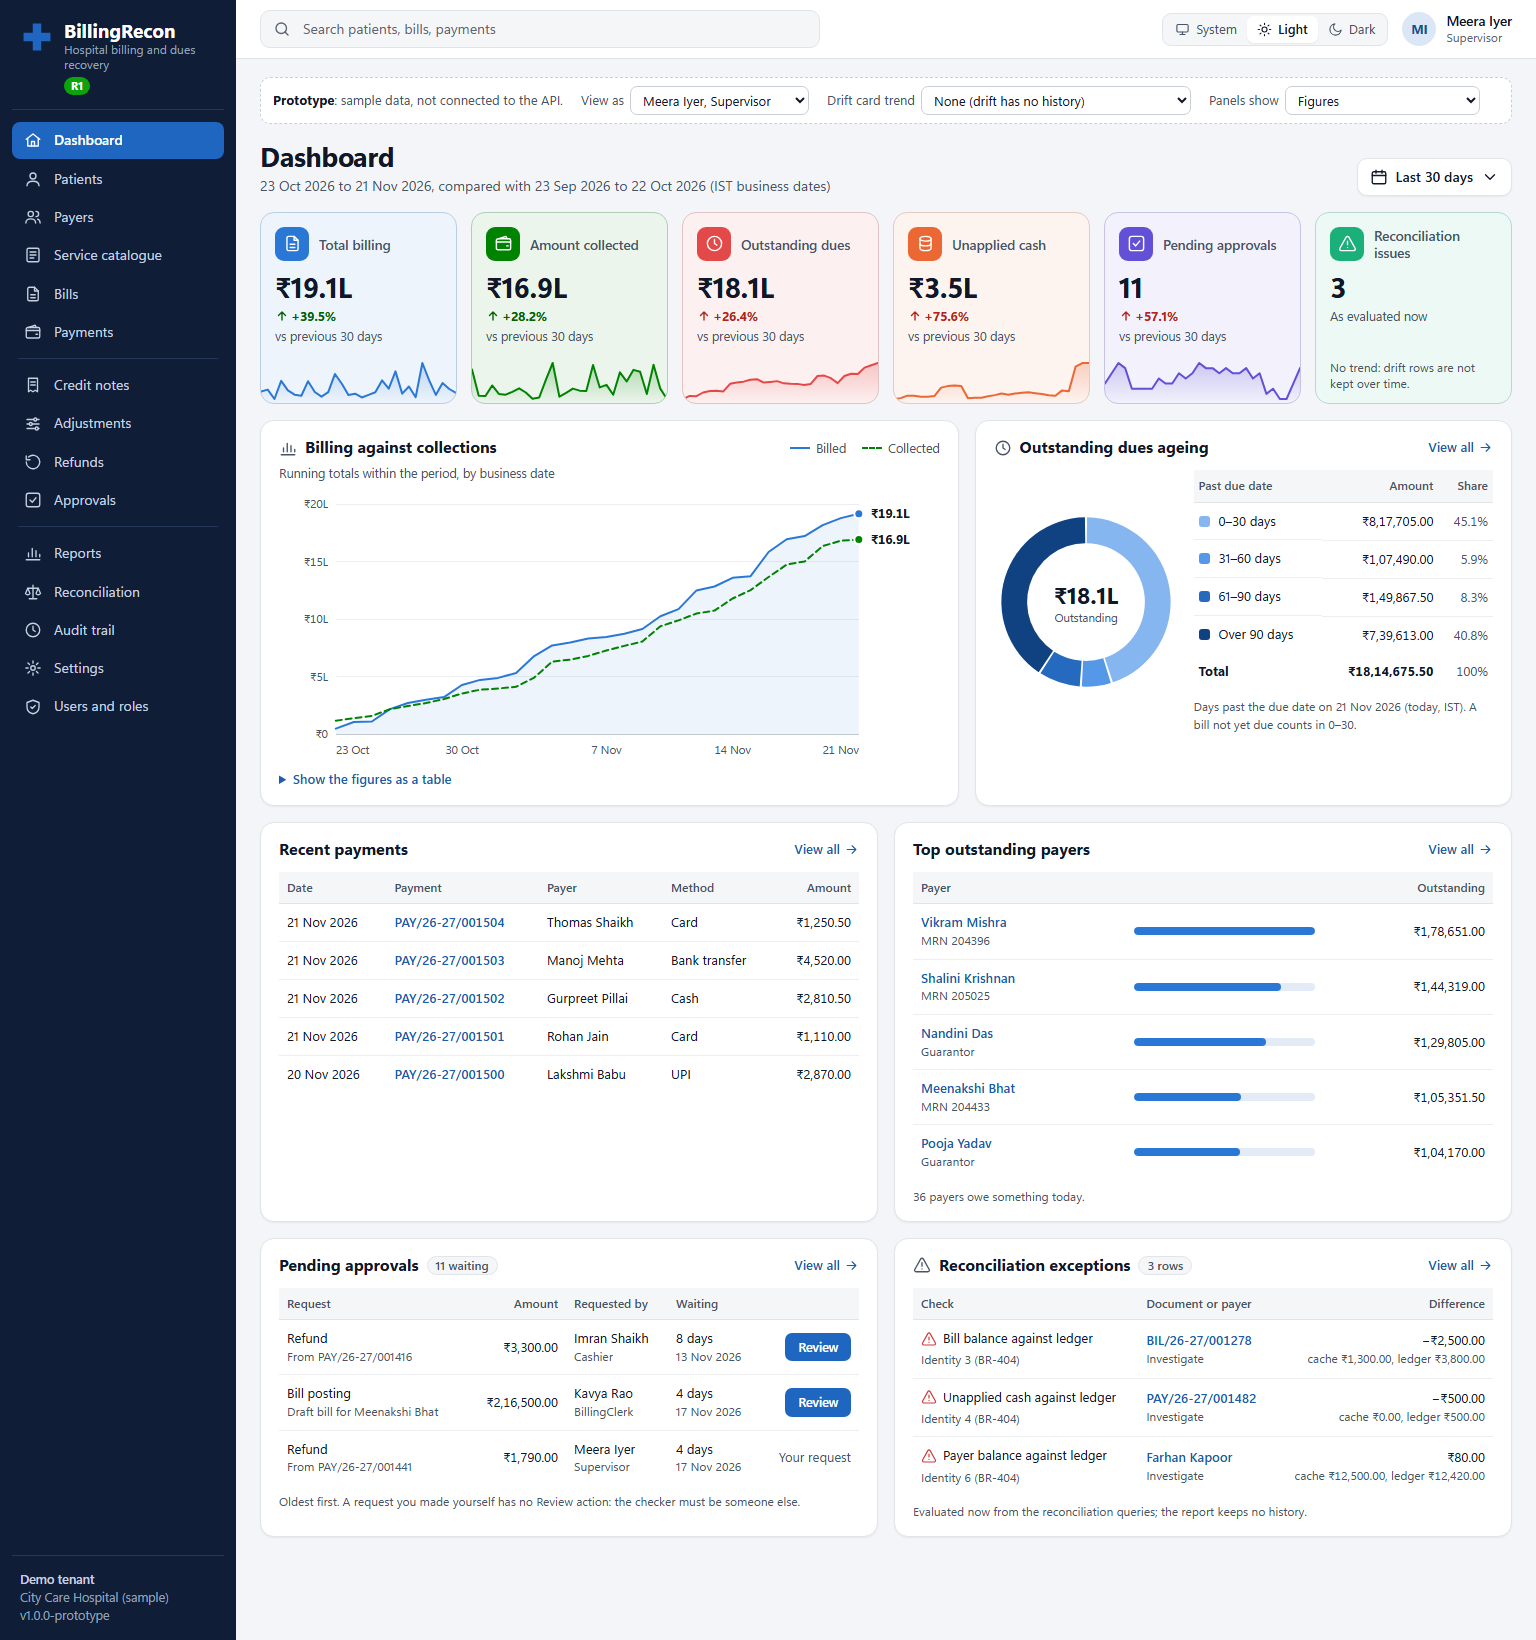 BillingRecon
Hospital billing and dues
recovery
R1
Dashboard
Patients
Payers
Service catalogue
Bills
Payments
Credit notes
Adjustments
Refunds
Approvals
Reports
Reconciliation
Audit trail
Settings
Users and roles
Demo tenant
City Care Hospital (sample)
v1.0.0-prototype
Search patients, bills, payments
System Light Dark
MI
Meera Iyer
Supervisor
Prototype: sample data, not connected to the API. View as Meera Iyer, Supervisor Drift card trend None (drift has no history) Panels show Figures
Dashboard
23 Oct 2026 to 21 Nov 2026, compared with 23 Sep 2026 to 22 Oct 2026 (IST business dates)
Last 30 days
Total billing
₹19.1L
↑ +39.5%
vs previous 30 days
Amount collected
₹16.9L
↑ +28.2%
vs previous 30 days
Outstanding dues
₹18.1L
↑ +26.4%
vs previous 30 days
Unapplied cash
₹3.5L
↑ +75.6%
vs previous 30 days
Pending approvals
11
↑ +57.1%
vs previous 30 days
Reconciliation
issues
3
As evaluated now
No trend: drift rows are not
kept over time.
Billing against collections
Billed Collected
Running totals within the period, by business date
₹20L
₹15L
₹10L
₹5L
₹0
₹19.1L
₹16.9L
23 Oct 30 Oct 7 Nov 14 Nov 21 Nov
Show the figures as a table
Outstanding dues ageing
View all →
₹18.1L
Outstanding
Past due date Amount Share
0–30 days ₹8,17,705.00 45.1%
31–60 days ₹1,07,490.00 5.9%
61–90 days ₹1,49,867.50 8.3%
Over 90 days ₹7,39,613.00 40.8%
Total ₹18,14,675.50 100%
Days past the due date on 21 Nov 2026 (today, IST). A
bill not yet due counts in 0–30.
Recent payments
View all →
Date Payment Payer Method Amount
21 Nov 2026 PAY/26-27/001504 Thomas Shaikh Card ₹1,250.50
21 Nov 2026 PAY/26-27/001503 Manoj Mehta Bank transfer ₹4,520.00
21 Nov 2026 PAY/26-27/001502 Gurpreet Pillai Cash ₹2,810.50
21 Nov 2026 PAY/26-27/001501 Rohan Jain Card ₹1,110.00
20 Nov 2026 PAY/26-27/001500 Lakshmi Babu UPI ₹2,870.00
Top outstanding payers
View all →
Payer Outstanding
Vikram Mishra
MRN 204396
₹1,78,651.00
Shalini Krishnan
MRN 205025
₹1,44,319.00
Nandini Das
Guarantor
₹1,29,805.00
Meenakshi Bhat
MRN 204433
₹1,05,351.50
Pooja Yadav
Guarantor
₹1,04,170.00
36 payers owe something today.
Pending approvals 11 waiting
View all →
Request Amount Requested by Waiting
Refund
From PAY/26-27/001416
₹3,300.00
Imran Shaikh
Cashier
8 days
13 Nov 2026
Review
Bill posting
Draft bill for Meenakshi Bhat
₹2,16,500.00
Kavya Rao
BillingClerk
4 days
17 Nov 2026
Review
Refund
From PAY/26-27/001441
₹1,790.00
Meera Iyer
Supervisor
4 days
17 Nov 2026
Your request
Oldest first. A request you made yourself has no Review action: the checker must be someone else.
Reconciliation exceptions 3 rows
View all →
Check Document or payer Difference
Bill balance against ledger
Identity 3 (BR-404)
BIL/26-27/001278
Investigate
−₹2,500.00
cache ₹1,300.00, ledger ₹3,800.00
Unapplied cash against ledger
Identity 4 (BR-404)
PAY/26-27/001482
Investigate
−₹500.00
cache ₹0.00, ledger ₹500.00
Payer balance against ledger
Identity 6 (BR-404)
Farhan Kapoor
Investigate
₹80.00
cache ₹12,500.00, ledger ₹12,420.00
Evaluated now from the reconciliation queries; the report keeps no history.